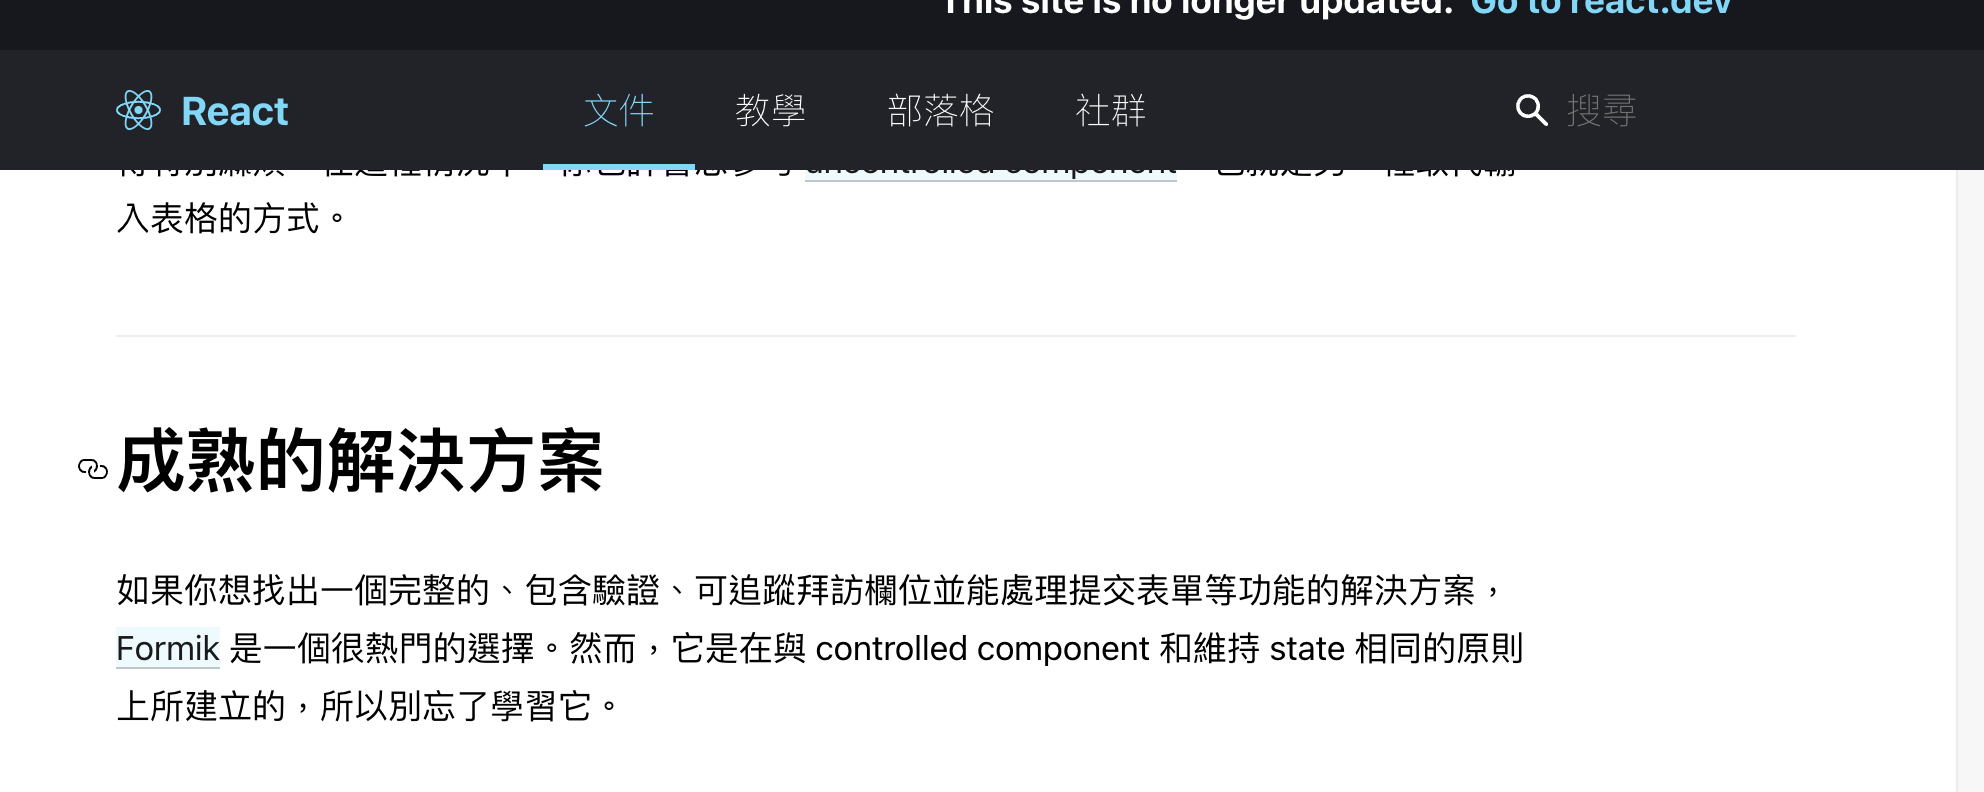 This site is no longer updated. Go to react.dev
React 文件 教學 部落格 社群 搜尋
uncontrolled component
入表格的方式。
成熟的解決方案
如果你想找出一個完整的、包含驗證、可追蹤拜訪欄位並能處理提交表單等功能的解決方案，
Formik 是一個很熱門的選擇。然而，它是在與 controlled component 和維持 state 相同的原則
上所建立的，所以別忘了學習它。